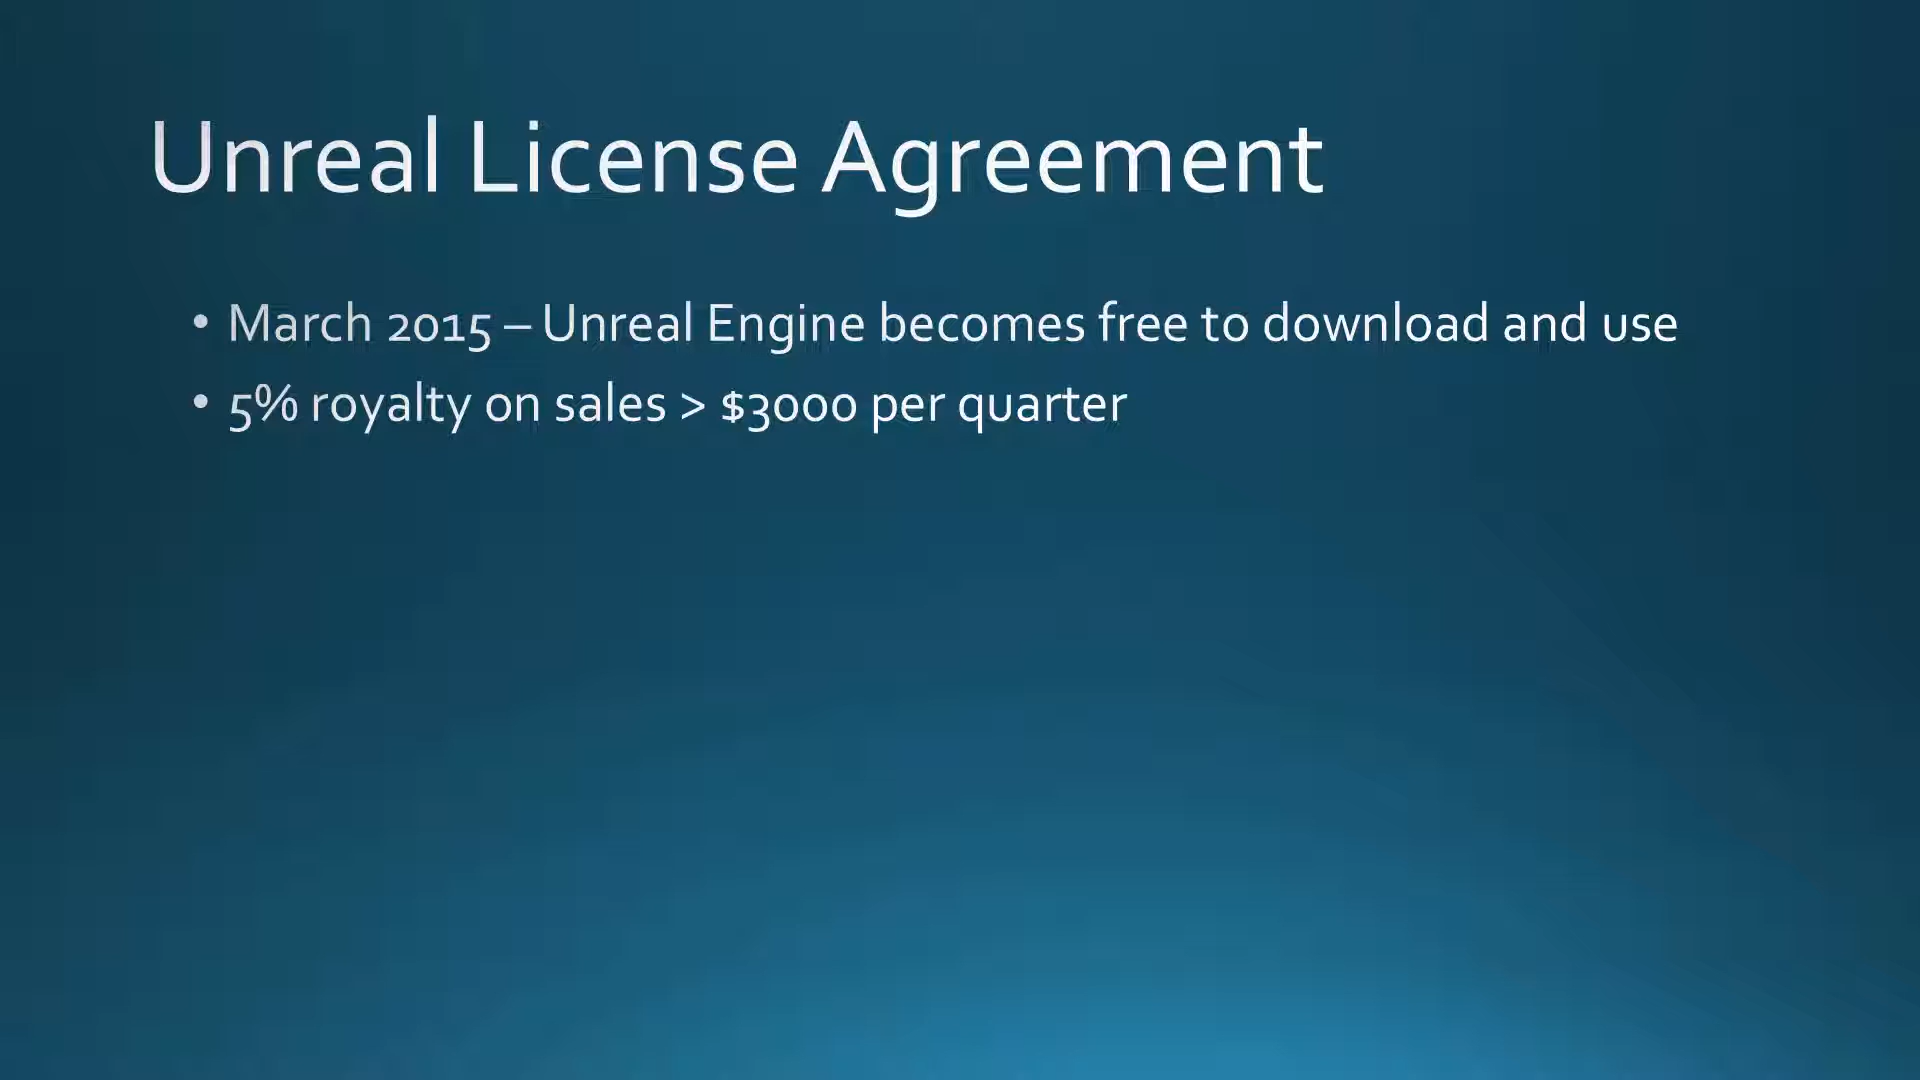 Unreal License Agreement
• March 2015 – Unreal Engine becomes free to download and use
• 5% royalty on sales > $3000 per quarter